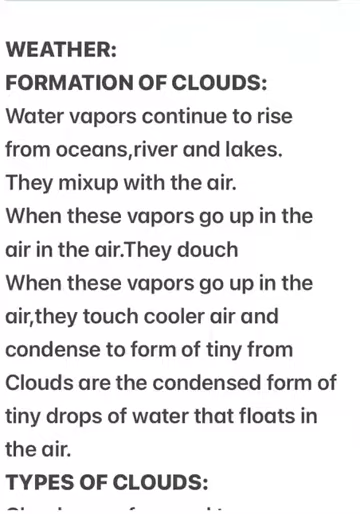 WEATHER:
FORMATION OF CLOUDS:
Water vapors continue to rise
from oceans,river and lakes.
They mixup with the air.
When these vapors go up in the
air in the air.They douch
When these vapors go up in the
air,they touch cooler air and
condense to form of tiny from
Clouds are the condensed form of
tiny drops of water that floats in
the air.
TYPES OF CLOUDS: